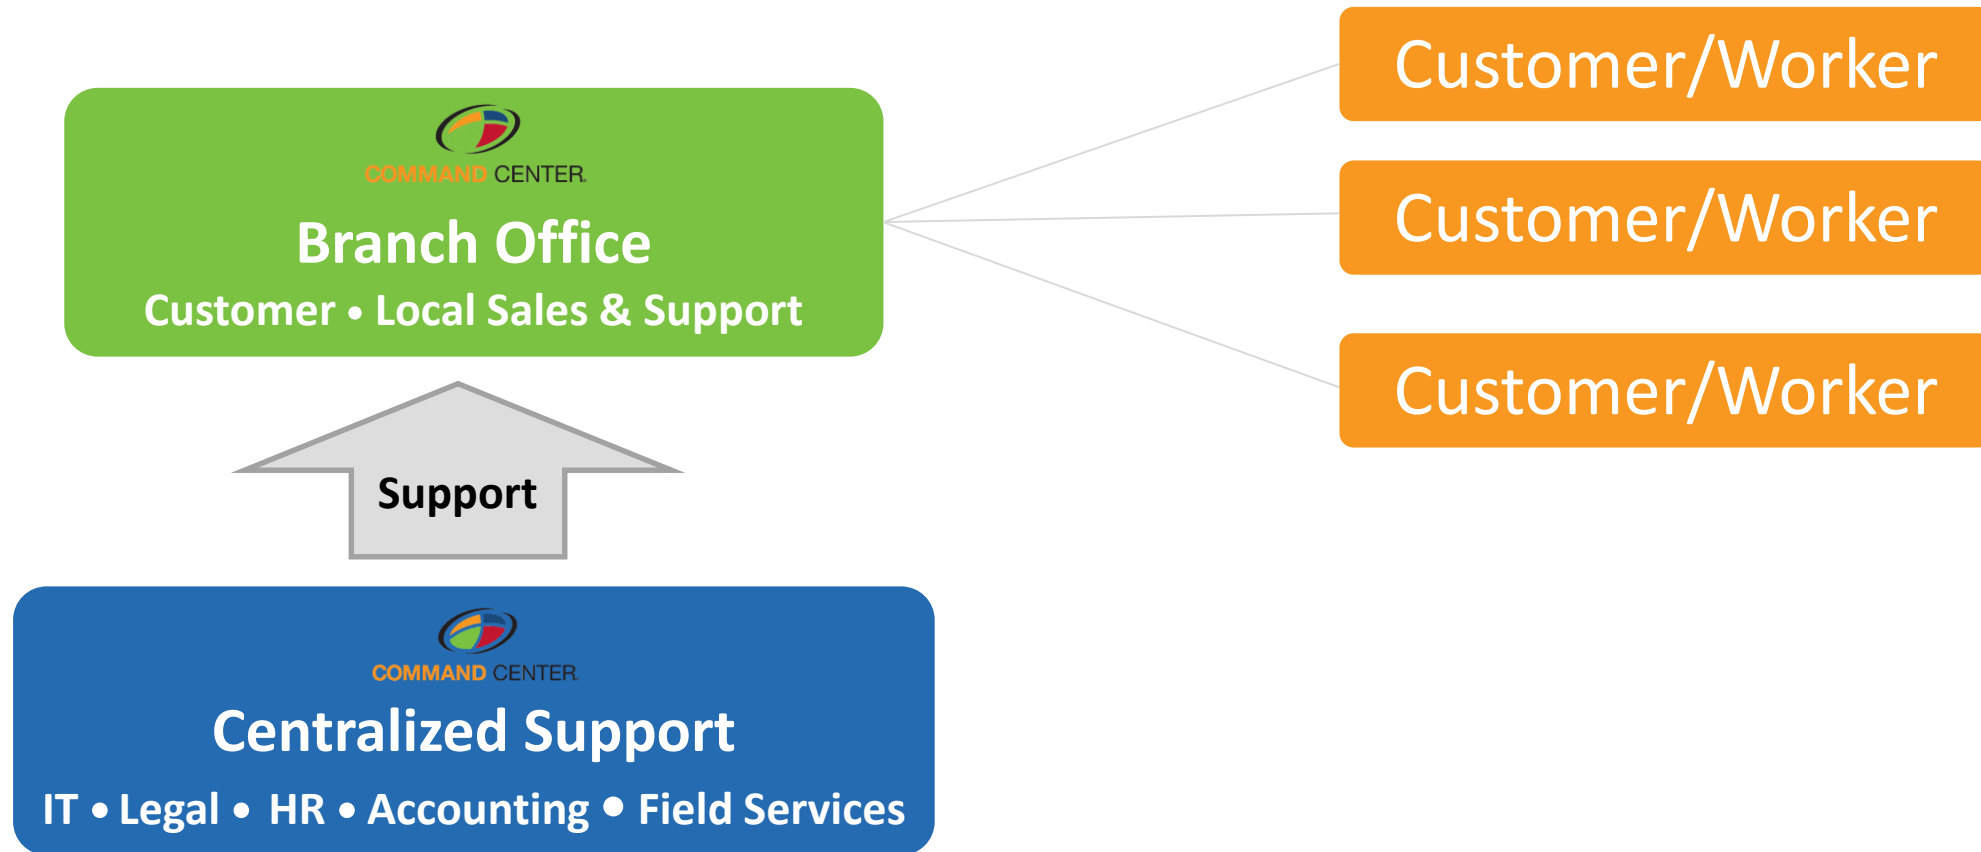 COMMAND CENTER
Branch Office
Customer • Local Sales & Support
Customer/Worker
Customer/Worker
Customer/Worker
Support
COMMAND CENTER
Centralized Support
IT • Legal • HR • Accounting • Field Services